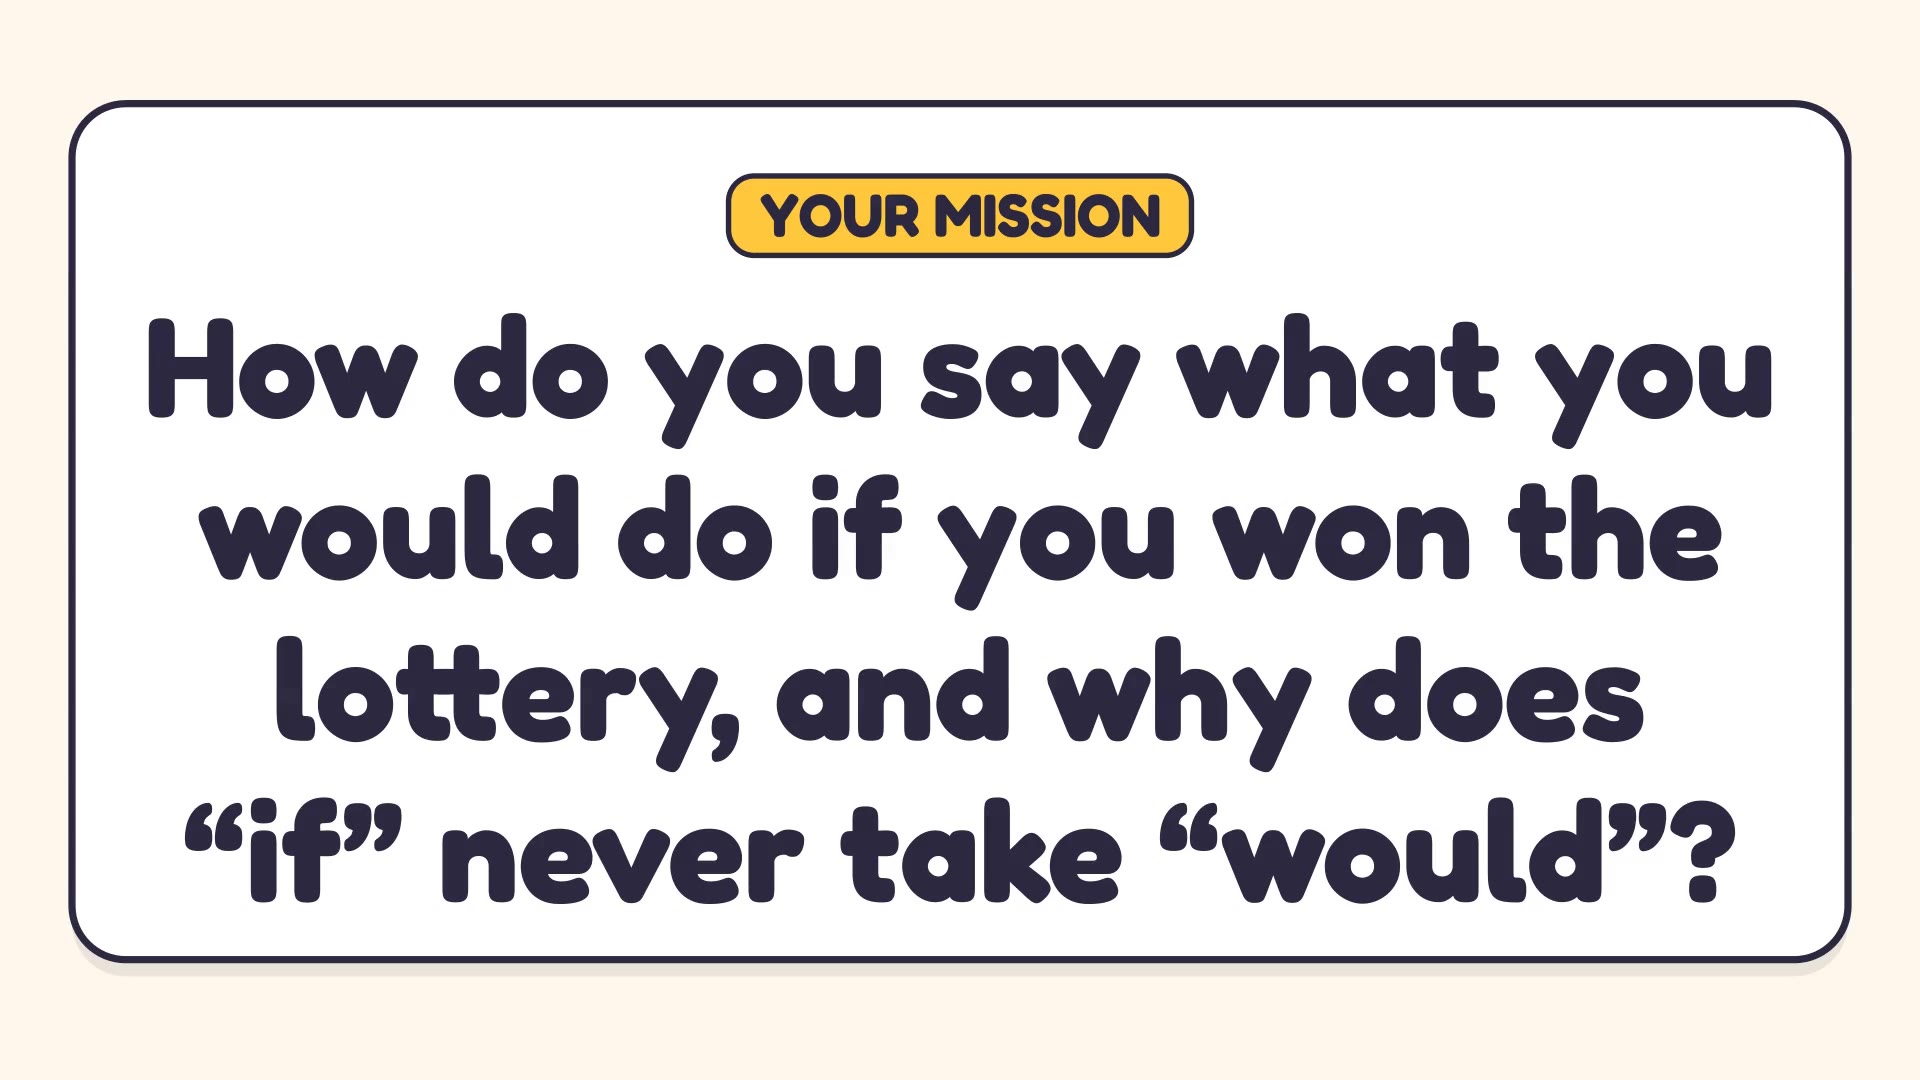 YOUR MISSION
How do you say what you
would do if you won the
lottery, and why does
“if” never take “would”?